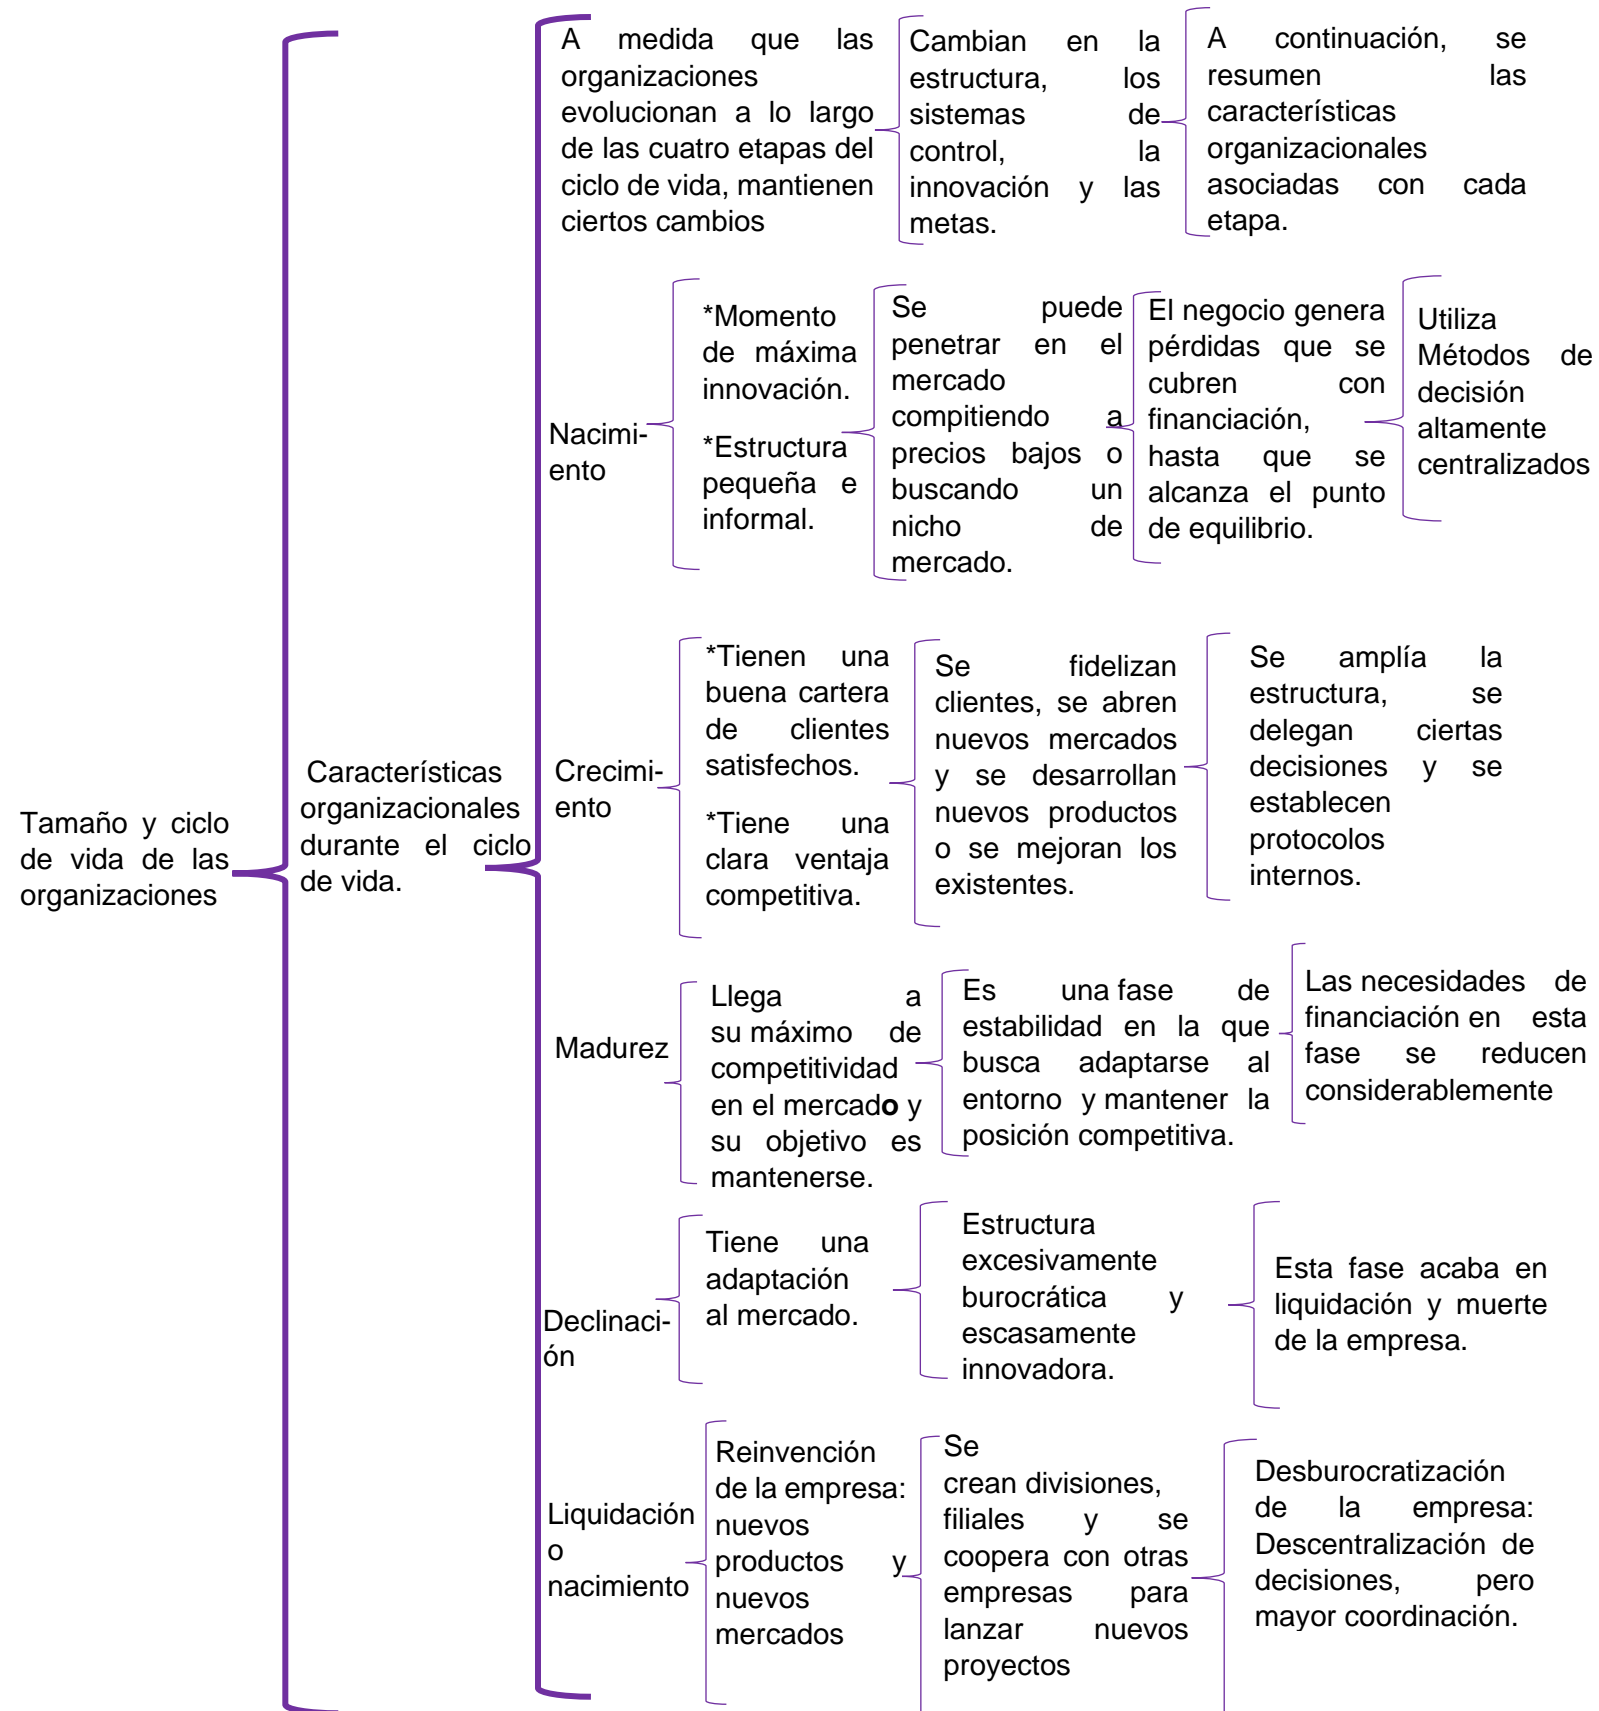 Tamaño y ciclo
de vida de las
organizaciones
Características
organizacionales
durante el ciclo
de vida.
A medida que las
organizaciones
evolucionan a lo largo
de las cuatro etapas del
ciclo de vida, mantienen
ciertos cambios
Cambian en la
estructura, los
sistemas de
control, la
innovación y las
metas.
A continuación, se
resumen las
características
organizacionales
asociadas con cada
etapa.
Nacimi-
ento
*Momento
de máxima
innovación.
*Estructura
pequeña e
informal.
Se puede
penetrar en el
mercado
compitiendo a
precios bajos o
buscando un
nicho de
mercado.
El negocio genera
pérdidas que se
cubren con
financiación,
hasta que se
alcanza el punto
de equilibrio.
Utiliza
Métodos de
decisión
altamente
centralizados
Crecimi-
ento
*Tienen una
buena cartera
de clientes
satisfechos.
*Tiene una
clara ventaja
competitiva.
Se fidelizan
clientes, se abren
nuevos mercados
y se desarrollan
nuevos productos
o se mejoran los
existentes.
Se amplía la
estructura, se
delegan ciertas
decisiones y se
establecen
protocolos
internos.
Madurez
Llega a
su máximo de
competitividad
en el mercado y
su objetivo es
mantenerse.
Es una fase de
estabilidad en la que
busca adaptarse al
entorno y mantener la
posición competitiva.
Las necesidades de
financiación en esta
fase se reducen
considerablemente
Declinaci-
ón
Tiene una
adaptación
al mercado.
Estructura
excesivamente
burocrática y
escasamente
innovadora.
Esta fase acaba en
liquidación y muerte
de la empresa.
Liquidación
o
nacimiento
Reinvención
de la empresa:
nuevos
productos y
nuevos
mercados
Se
crean divisiones,
filiales y se
coopera con otras
empresas para
lanzar nuevos
proyectos
Desburocratización
de la empresa:
Descentralización de
decisiones, pero
mayor coordinación.